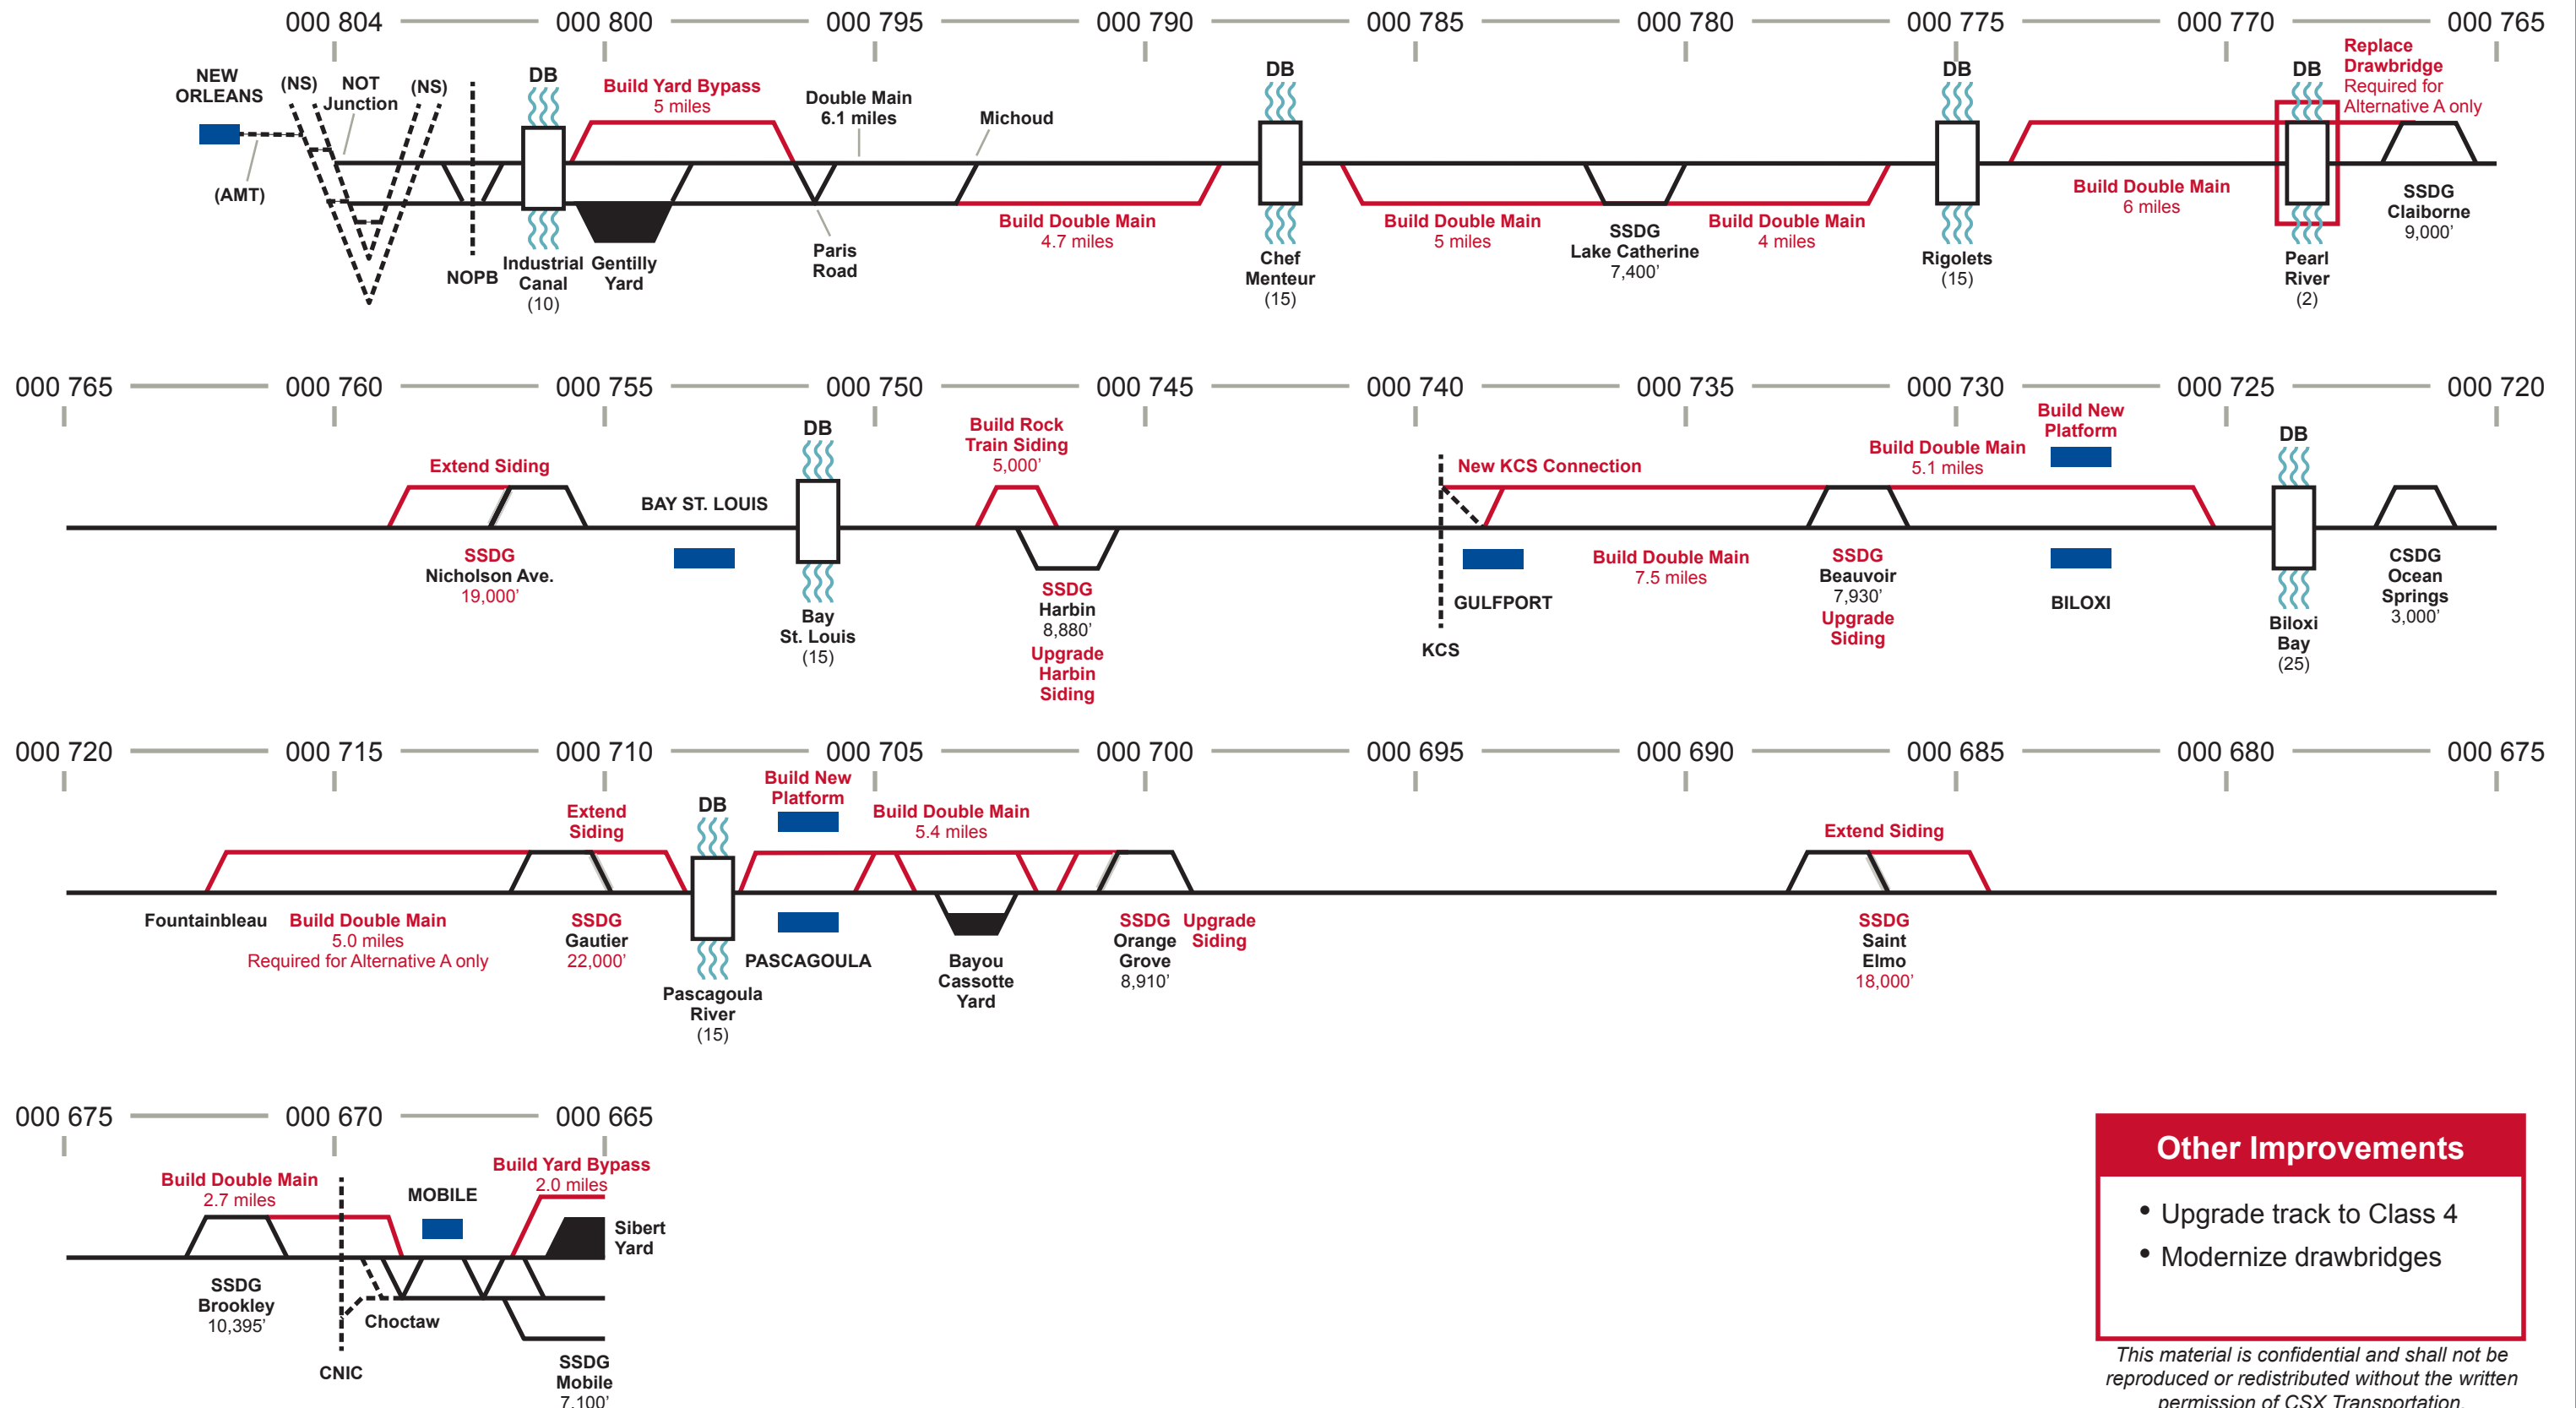 000 804 000 800 000 795 000 790 000 785 000 780 000 775 000 770 000 765
NEW
ORLEANS
(NS)
NOT
Junction
(NS)
(AMT)
NOPB
DB
Industrial
Canal
(10)
Build Yard Bypass
5 miles
Gentilly
Yard
Double Main
6.1 miles
Paris
Road
Michoud
Build Double Main
4.7 miles
DB
Chef
Menteur
(15)
Build Double Main
5 miles
SSDG
Lake Catherine
7,400’
Build Double Main
4 miles
DB
Rigolets
(15)
Build Double Main
6 miles
DB
Pearl
River
(2)
Replace
Drawbridge
Required for
Alternative A only
SSDG
Claiborne
9,000’
000 765 000 760 000 755 000 750 000 745 000 740 000 735 000 730 000 725 000 720
Extend Siding
SSDG
Nicholson Ave.
19,000’
BAY ST. LOUIS
DB
Bay
St. Louis
(15)
Build Rock
Train Siding
5,000’
SSDG
Harbin
8,880’
Upgrade
Harbin
Siding
New KCS Connection
KCS
GULFPORT
Build Double Main
7.5 miles
SSDG
Beauvoir
7,930’
Upgrade
Siding
Build Double Main
5.1 miles
Build New
Platform
BILOXI
DB
Biloxi
Bay
(25)
CSDG
Ocean
Springs
3,000’
000 720 000 715 000 710 000 705 000 700 000 695 000 690 000 685 000 680 000 675
Fountainbleau
Build Double Main
5.0 miles
Required for Alternative A only
Extend
Siding
SSDG
Gautier
22,000’
DB
Pascagoula
River
(15)
Build New
Platform
PASCAGOULA
Build Double Main
5.4 miles
Bayou
Cassotte
Yard
SSDG
Orange
Grove
8,910’
Upgrade
Siding
Extend Siding
SSDG
Saint
Elmo
18,000’
000 675 000 670 000 665
Build Double Main
2.7 miles
SSDG
Brookley
10,395’
CNIC
Choctaw
MOBILE
Build Yard Bypass
2.0 miles
Sibert
Yard
SSDG
Mobile
7,100’
Other Improvements
• Upgrade track to Class 4
• Modernize drawbridges
This material is confidential and shall not be
reproduced or redistributed without the written
permission of CSX Transportation.